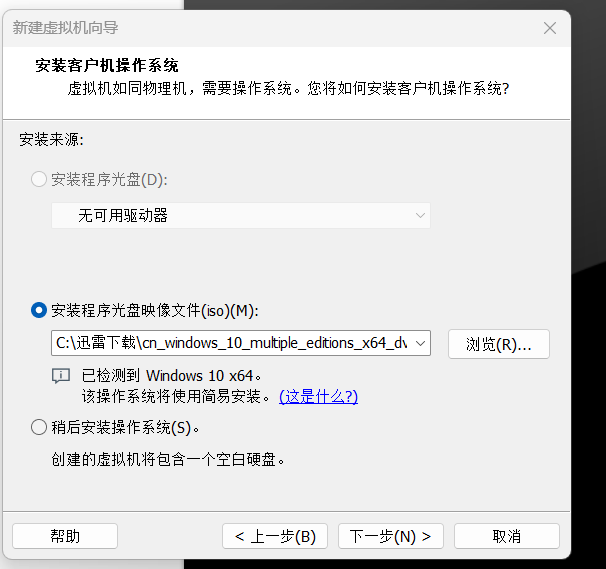 新建虚拟机向导
安装客户机操作系统
虚拟机如同物理机，需要操作系统。您将如何安装客户机操作系统?
安装来源:
安装程序光盘(D):
无可用驱动器
安装程序光盘映像文件(iso)(M):
C:\迅雷下载\cn_windows_10_multiple_editions_x64_dv
浏览(R)...
已检测到 Windows 10 x64。
该操作系统将使用简易安装。 (这是什么?)
稍后安装操作系统(S)。
创建的虚拟机将包含一个空白硬盘。
帮助 < 上一步(B) 下一步(N) > 取消